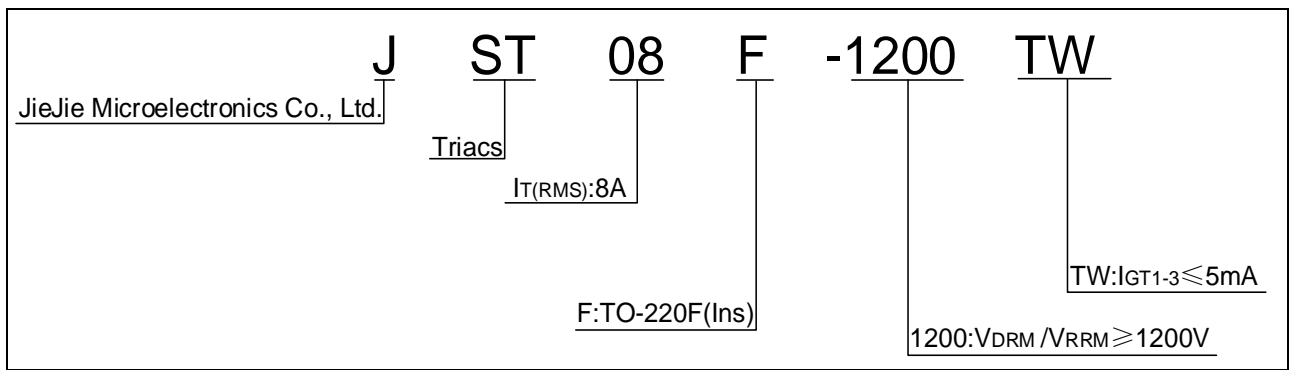 J ST 08 F -1200 TW
JieJie Microelectronics Co., Ltd.
Triacs
IT(RMS):8A
TW:IGT1-3≤5mA
F:TO-220F(Ins)
1200:VDRM /VRRM≥1200V